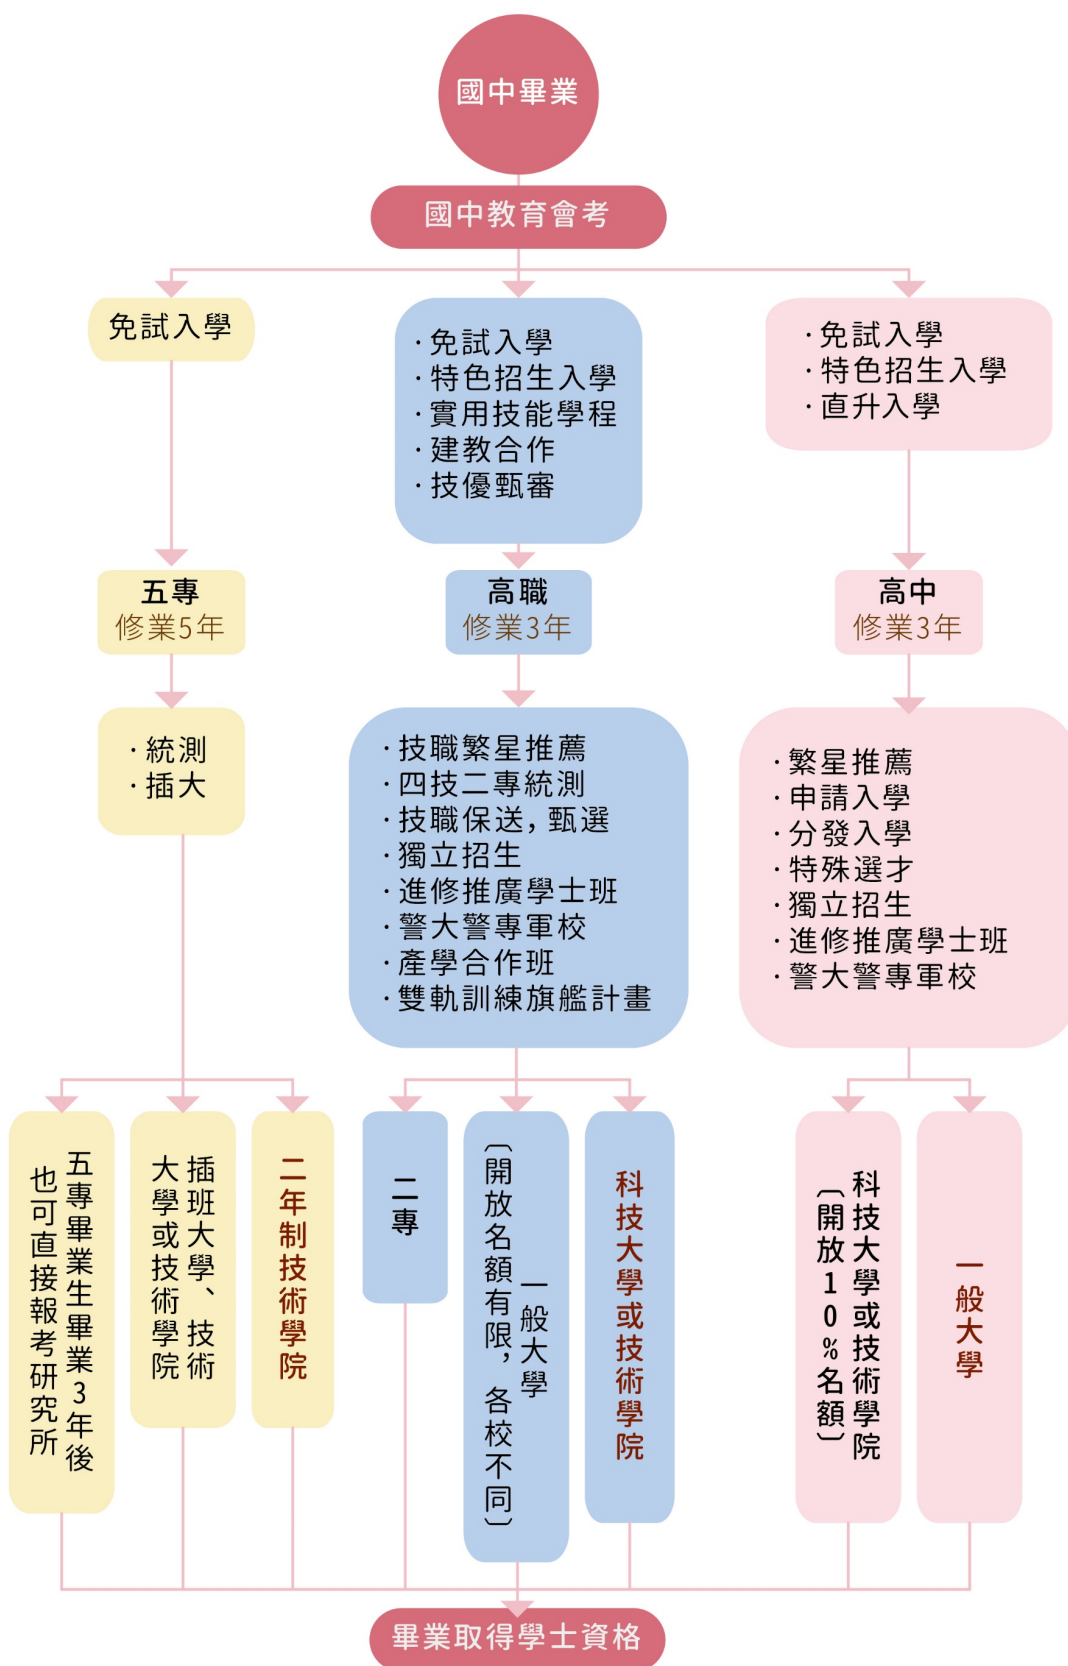 國中畢業
國中教育會考
免試入學
·免試入學
·特色招生入學
·實用技能學程
·建教合作
·技優甄審
·免試入學
·特色招生入學
·直升入學
五專
修業5年
高職
修業3年
高中
修業3年
·統測
·插大
·技職繁星推薦
·四技二專統測
·技職保送,甄選
·獨立招生
·進修推廣學士班
·警大警專軍校
·產學合作班
·雙軌訓練旗艦計畫
·繁星推薦
·申請入學
·分發入學
·特殊選才
·獨立招生
·進修推廣學士班
·警大警專軍校
五專畢業生畢業3年後
也可直接報考研究所
插班大學、技術
大學或技術學院
二年制技術學院
二專
一般大學
〔開放名額有限，各校不同〕
科技大學或技術學院
科技大學或技術學院
〔開放10%名額〕
一般大學
畢業取得學士資格